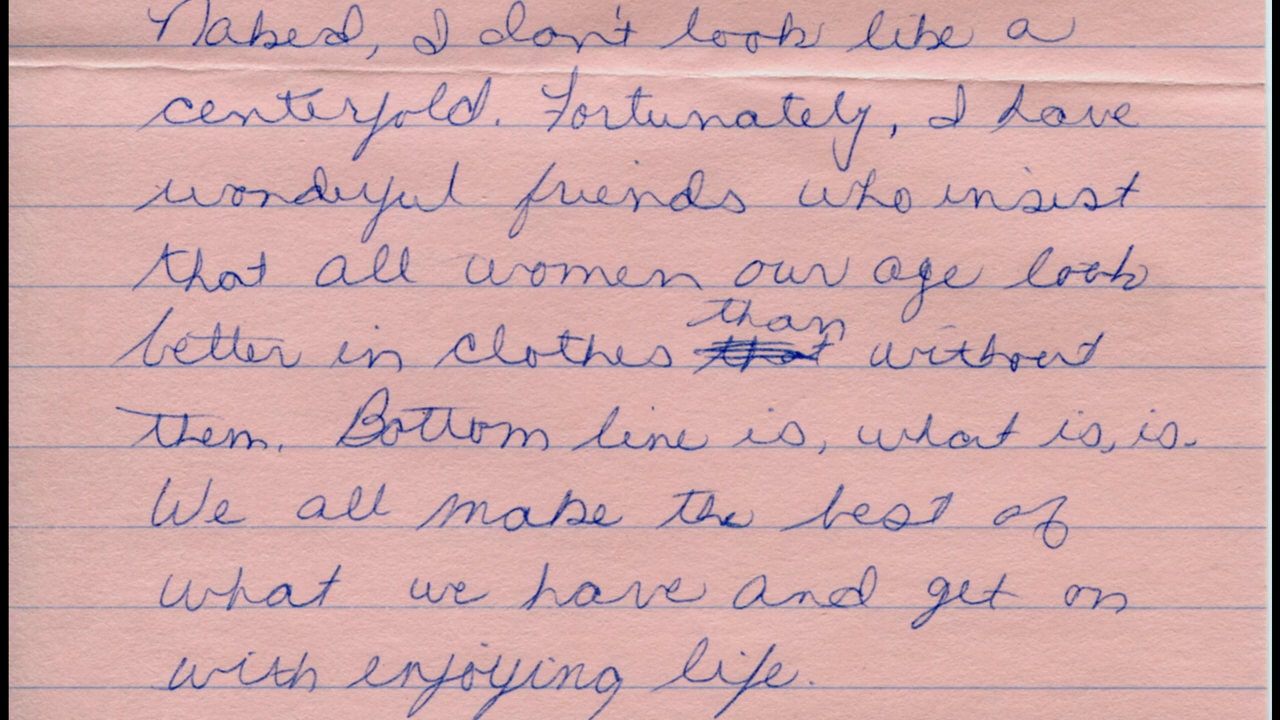 Naked, I don't look like a
centerfold. Fortunately, I have
wonderful friends who insist
that all women our age look
better in clothes than without
them. Bottom line is, what is, is.
We all make the best of
what we have and get on
with enjoying life.